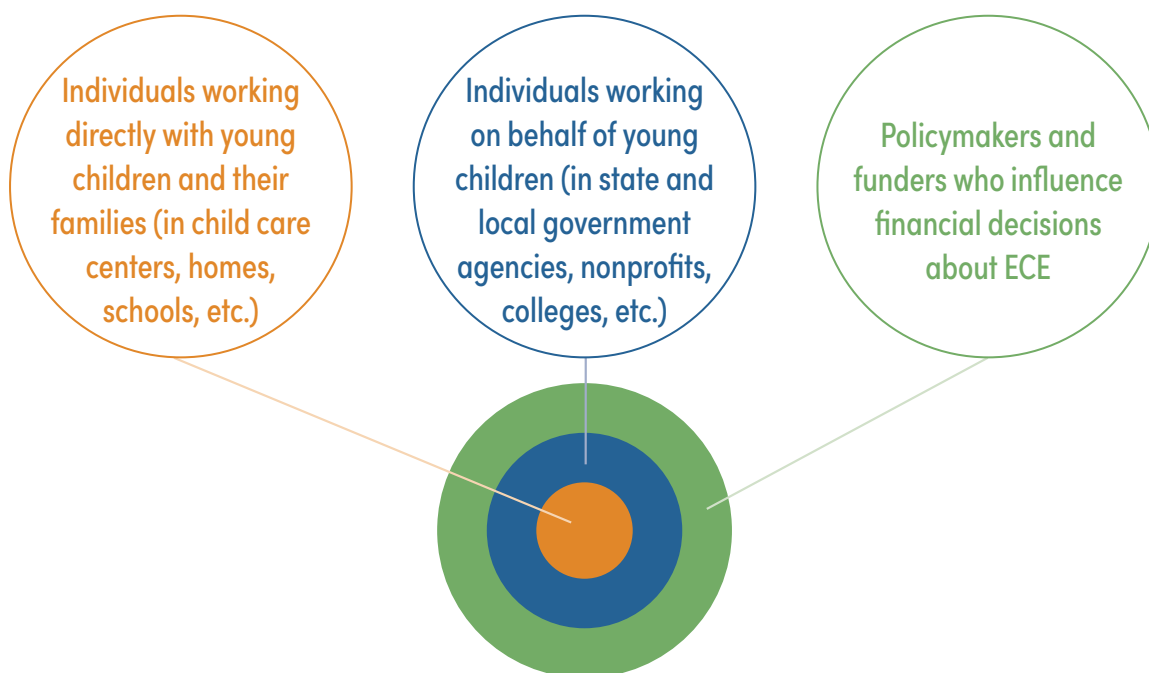 Individuals working
directly with young
children and their
families (in child care
centers, homes,
schools, etc.)
Individuals working
on behalf of young
children (in state and
local government
agencies, nonprofits,
colleges, etc.)
Policymakers and
funders who influence
financial decisions
about ECE